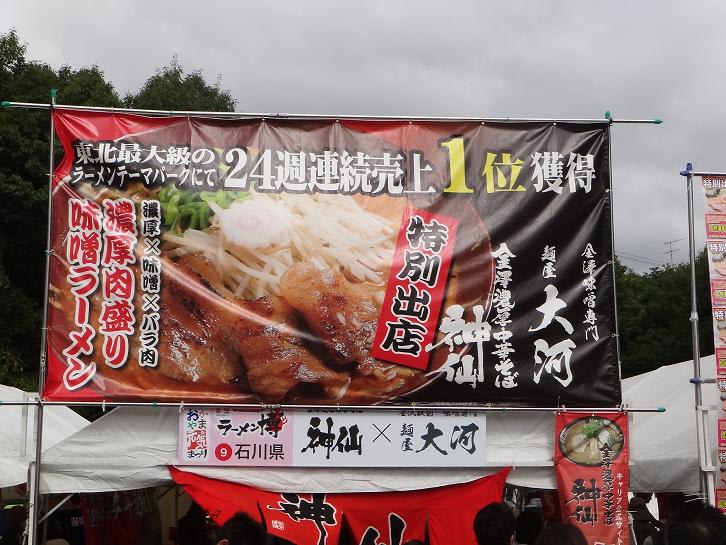 東北最大級の
ラーメンテーマパークにて
24週連続売上1位獲得
濃厚×味噌×バラ肉
濃厚肉盛り
味噌ラーメン
特別出店
金澤味噌専門
麺屋大河
金澤濃厚中華そば
神仙
ラーメン博
9石川県
神仙×麺屋大河
神仙
神仙